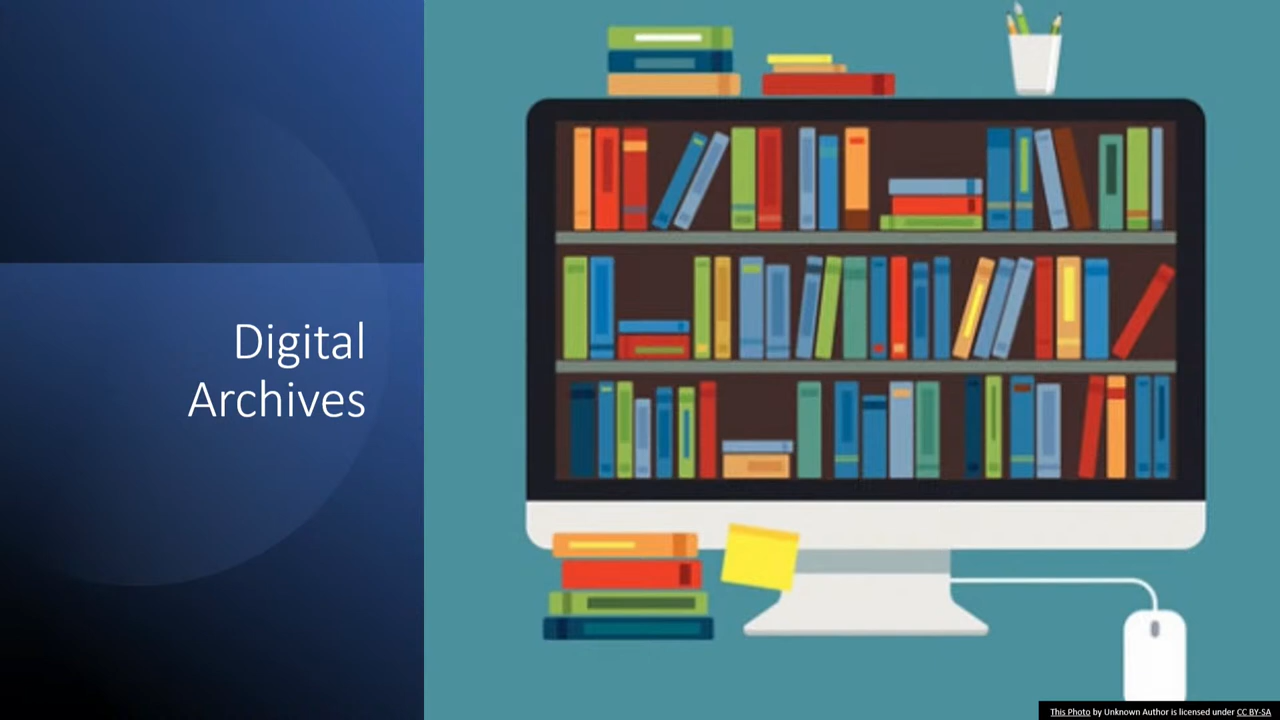 Digital
Archives
This Photo by Unknown Author is licensed under CC BY-SA